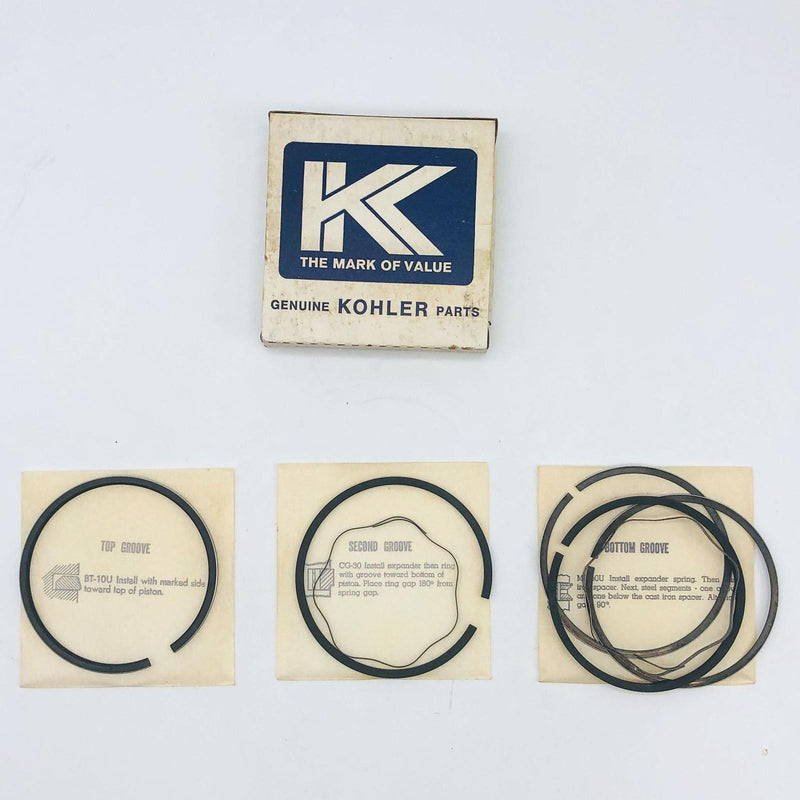 K
THE MARK OF VALUE
GENUINE KOHLER PARTS
TOP GROOVE
BT-10U Install with marked side
toward top of piston.
SECOND GROOVE
CG-30 Install expander then ring
with groove toward bottom of
piston. Place ring gap 180° from
spring gap.
BOTTOM GROOVE
Install expander spring. Then
spacer. Next, steel segments - one
one below the cast iron spacer.
90°.